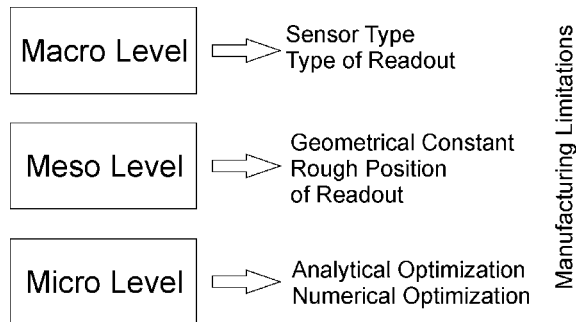 Macro Level
Sensor Type
Type of Readout
Meso Level
Geometrical Constant
Rough Position
of Readout
Micro Level
Analytical Optimization
Numerical Optimization
Manufacturing Limitations